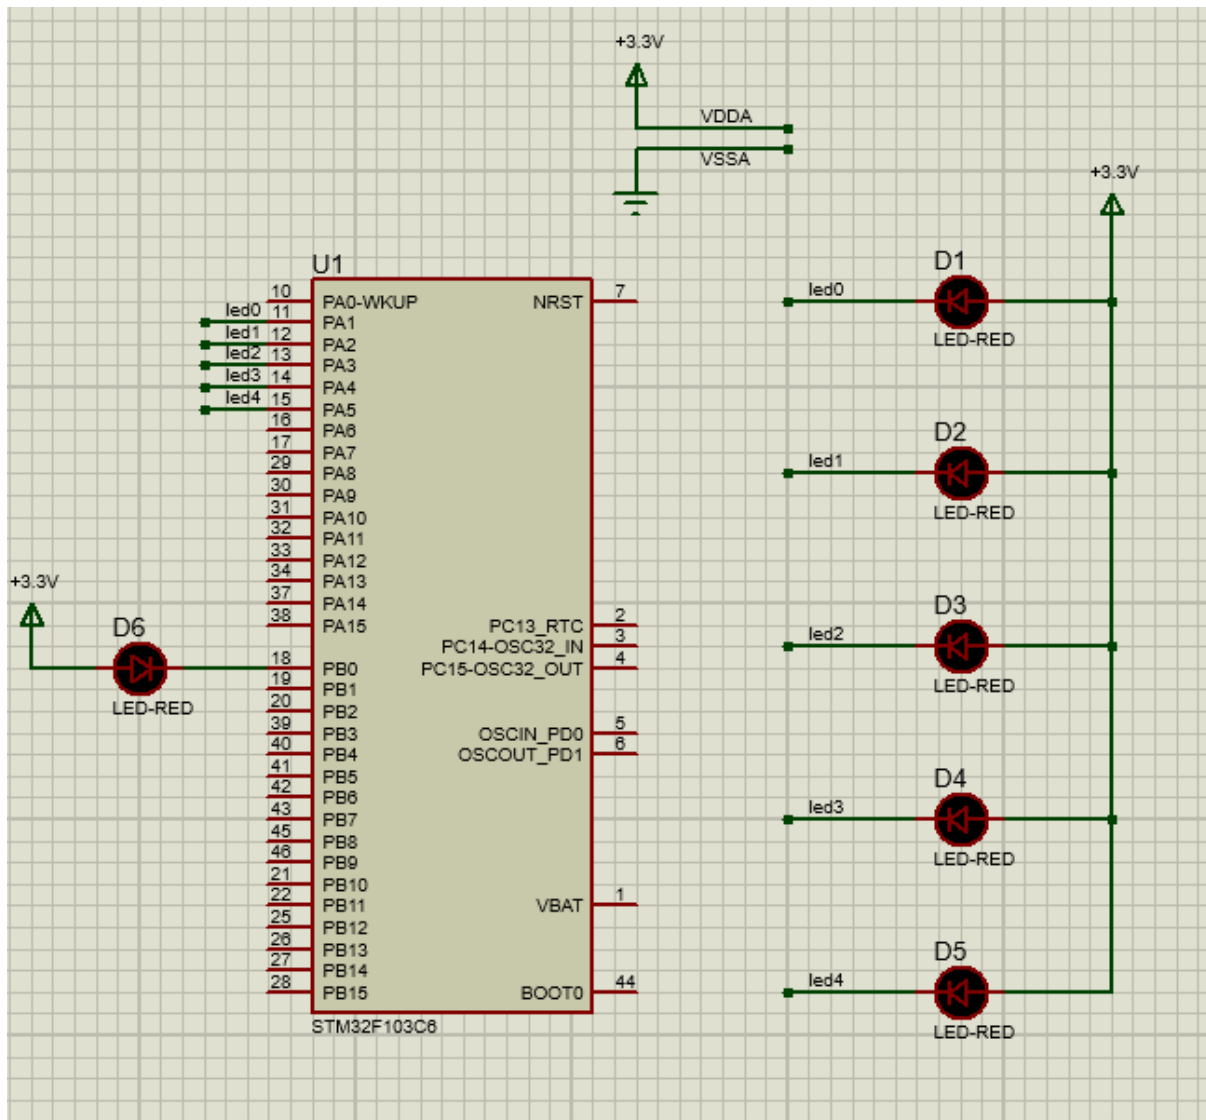 +3.3V
VDDA
VSSA
+3.3V
U1
D1
10 PA0-WKUP NRST 7
led0 LED-RED
led0 11 PA1
led1 12 PA2
led2 13 PA3
led3 14 PA4
led4 15 PA5
16 PA6
17 PA7
29 PA8
30 PA9
31 PA10
32 PA11
33 PA12
34 PA13
37 PA14
38 PA15
D2
led1
LED-RED
+3.3V
D6
LED-RED
18 PB0
19 PB1
20 PB2
39 PB3
40 PB4
41 PB5
42 PB6
43 PB7
45 PB8
46 PB9
21 PB10
22 PB11
25 PB12
26 PB13
27 PB14
28 PB15
PC13_RTC 2
PC14-OSC32_IN 3
PC15-OSC32_OUT 4
OSCIN_PD0 5
OSCOUT_PD1 6
VBAT 1
BOOT0 44
STM32F103C6
D3
led2
LED-RED
D4
led3
LED-RED
D5
led4
LED-RED